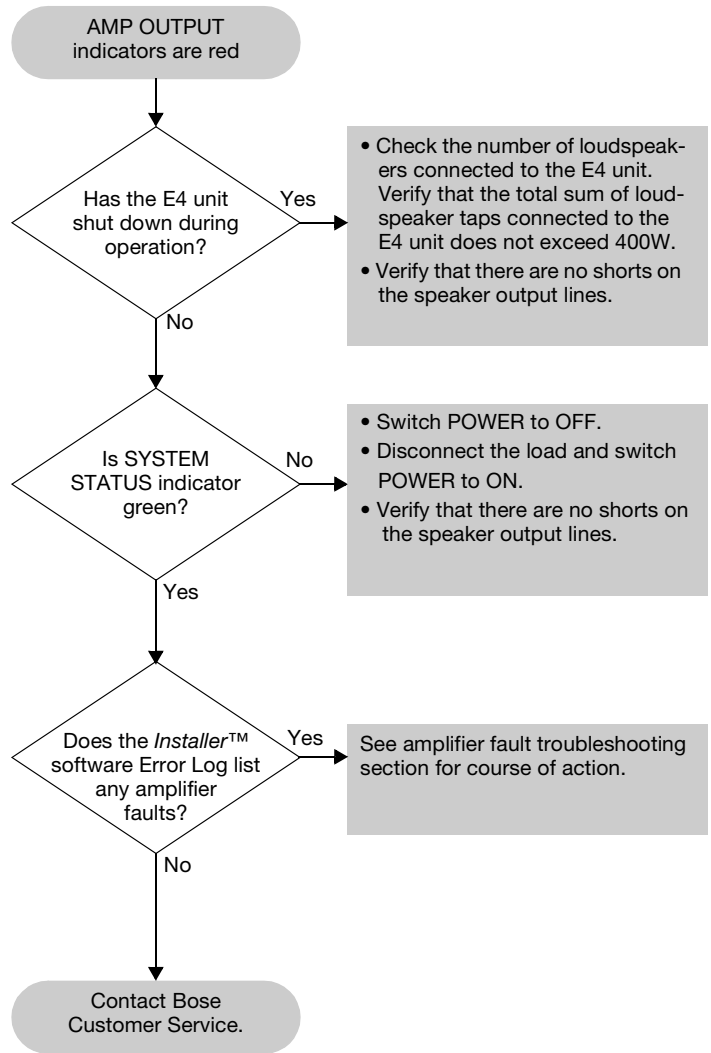 AMP OUTPUT
indicators are red
Has the E4 unit
shut down during
operation?
Yes
• Check the number of loudspeak-
ers connected to the E4 unit.
Verify that the total sum of loud-
speaker taps connected to the
E4 unit does not exceed 400W.
• Verify that there are no shorts on
the speaker output lines.
No
Is SYSTEM
STATUS indicator
green?
No
• Switch POWER to OFF.
• Disconnect the load and switch
POWER to ON.
• Verify that there are no shorts on
the speaker output lines.
Yes
Does the Installer™
software Error Log list
any amplifier
faults?
Yes
See amplifier fault troubleshooting
section for course of action.
No
Contact Bose
Customer Service.